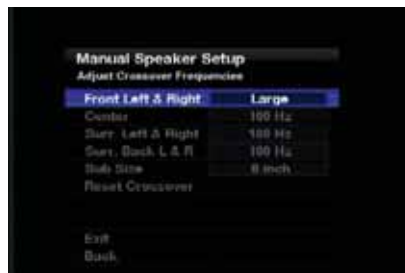 Manual Speaker Setup
Adjust Crossover Frequencies
Front Left & Right Large
Center 100 Hz
Surr. Left & Right 100 Hz
Surr. Back L & R 100 Hz
Sub Size 8 inch
Reset Crossover
Exit
Back